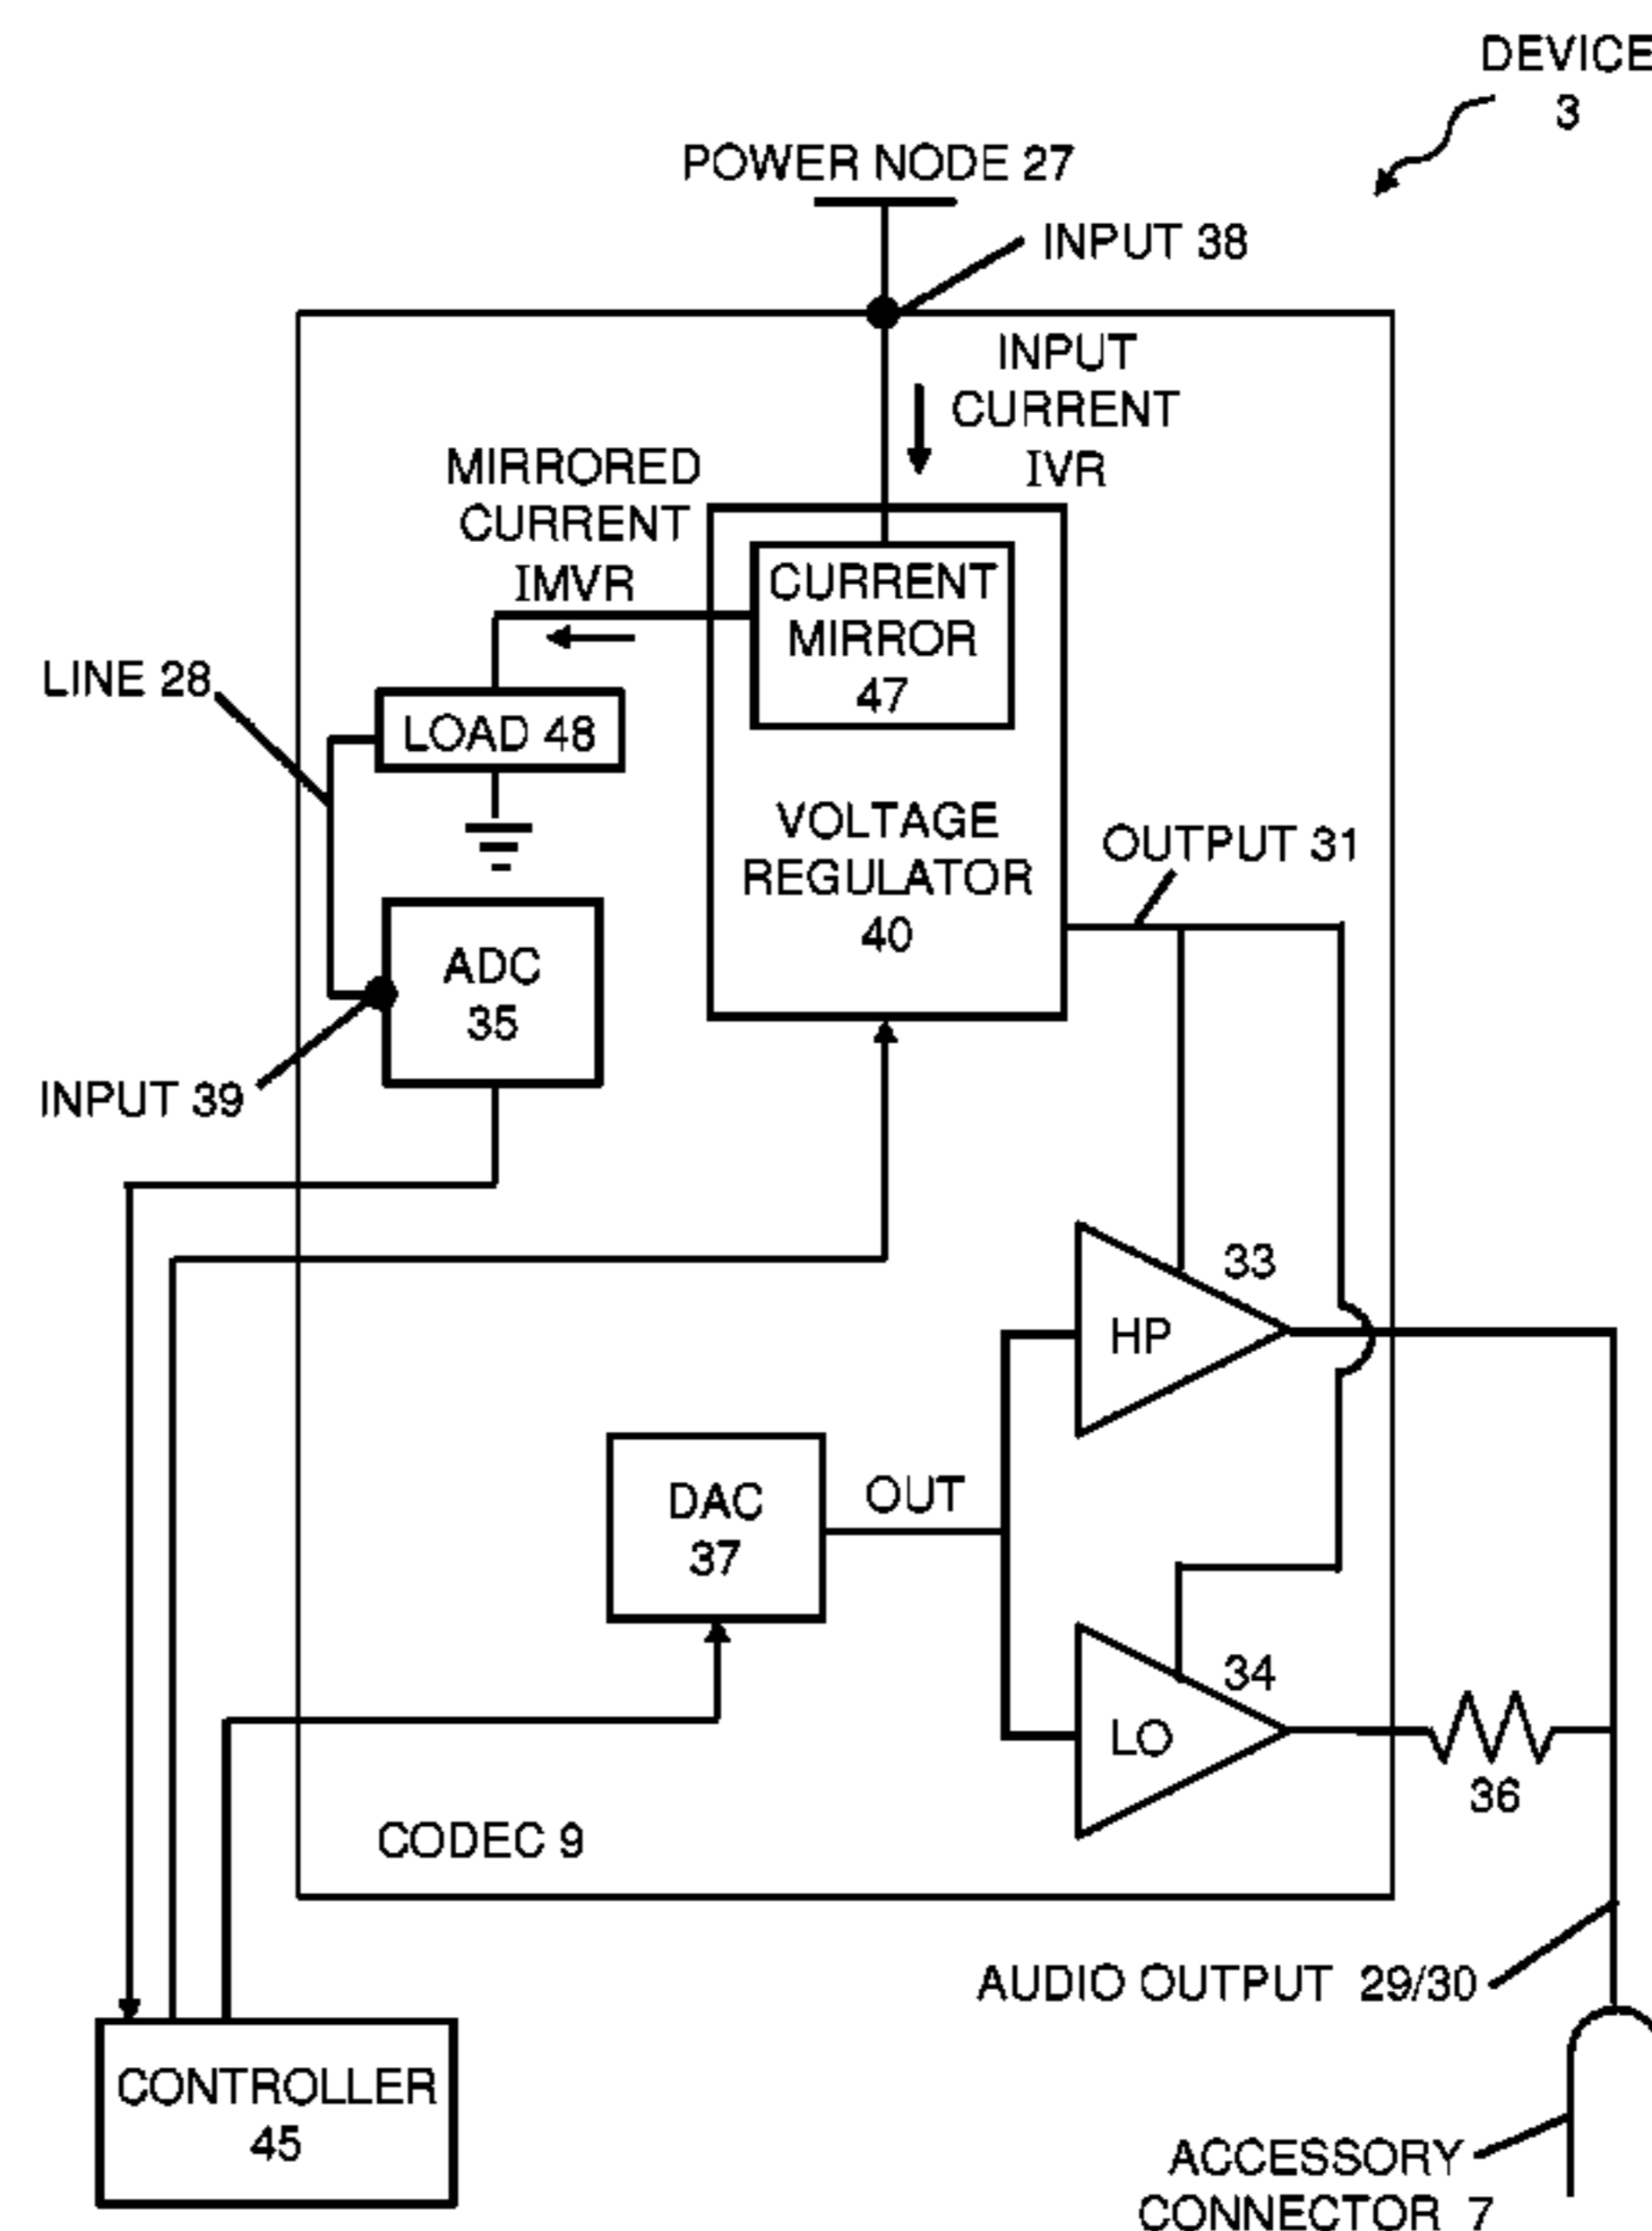 DEVICE
3
POWER NODE 27
INPUT 38
INPUT
CURRENT
IVR
MIRRORED
CURRENT
IMVR
CURRENT
MIRROR
47
LINE 28
LOAD 48
VOLTAGE
REGULATOR
40
OUTPUT 31
ADC
35
INPUT 39
33
HP
DAC
37
OUT
34
LO
36
CODEC 9
AUDIO OUTPUT 29/30
CONTROLLER
45
ACCESSORY
CONNECTOR 7